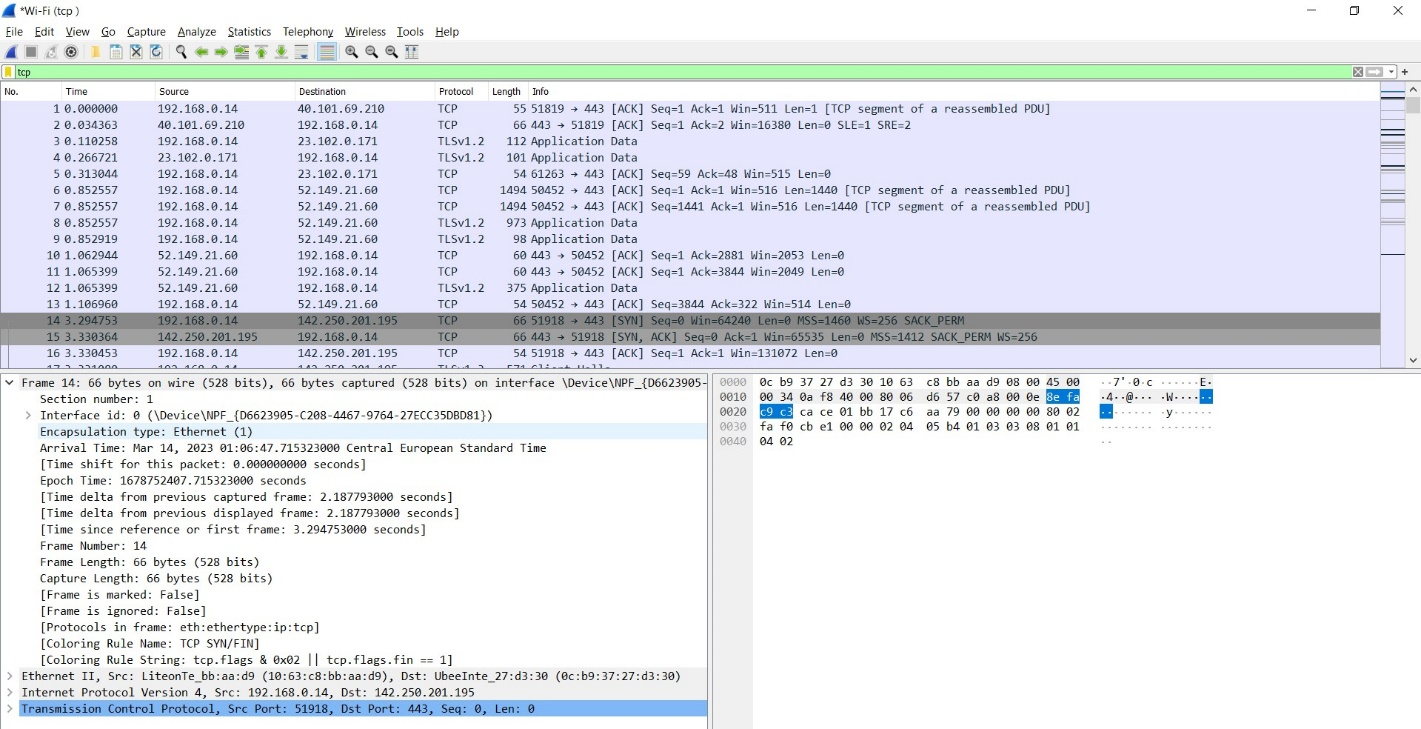 *Wi-Fi (tcp )
File Edit View Go Capture Analyze Statistics Telephony Wireless Tools Help
tcp
No. Time Source Destination Protocol Length Info
1 0.000000 192.168.0.14 40.101.69.210 TCP 55 51819 → 443 [ACK] Seq=1 Ack=1 Win=511 Len=1 [TCP segment of a reassembled PDU]
2 0.034363 40.101.69.210 192.168.0.14 TCP 66 443 → 51819 [ACK] Seq=1 Ack=2 Win=16380 Len=0 SLE=1 SRE=2
3 0.110258 192.168.0.14 23.102.0.171 TLSv1.2 112 Application Data
4 0.266721 23.102.0.171 192.168.0.14 TLSv1.2 101 Application Data
5 0.313044 192.168.0.14 23.102.0.171 TCP 54 61263 → 443 [ACK] Seq=59 Ack=48 Win=515 Len=0
6 0.852557 192.168.0.14 52.149.21.60 TCP 1494 50452 → 443 [ACK] Seq=1 Ack=1 Win=516 Len=1440 [TCP segment of a reassembled PDU]
7 0.852557 192.168.0.14 52.149.21.60 TCP 1494 50452 → 443 [ACK] Seq=1441 Ack=1 Win=516 Len=1440 [TCP segment of a reassembled PDU]
8 0.852557 192.168.0.14 52.149.21.60 TLSv1.2 973 Application Data
9 0.852919 192.168.0.14 52.149.21.60 TLSv1.2 98 Application Data
10 1.062944 52.149.21.60 192.168.0.14 TCP 60 443 → 50452 [ACK] Seq=1 Ack=2881 Win=2053 Len=0
11 1.065399 52.149.21.60 192.168.0.14 TCP 60 443 → 50452 [ACK] Seq=1 Ack=3844 Win=2049 Len=0
12 1.065399 52.149.21.60 192.168.0.14 TLSv1.2 375 Application Data
13 1.106960 192.168.0.14 52.149.21.60 TCP 54 50452 → 443 [ACK] Seq=3844 Ack=322 Win=514 Len=0
14 3.294753 192.168.0.14 142.250.201.195 TCP 66 51918 → 443 [SYN] Seq=0 Win=64240 Len=0 MSS=1460 WS=256 SACK_PERM
15 3.330364 142.250.201.195 192.168.0.14 TCP 66 443 → 51918 [SYN, ACK] Seq=0 Ack=1 Win=65535 Len=0 MSS=1412 SACK_PERM WS=256
16 3.330453 192.168.0.14 142.250.201.195 TCP 54 51918 → 443 [ACK] Seq=1 Ack=1 Win=131072 Len=0
Frame 14: 66 bytes on wire (528 bits), 66 bytes captured (528 bits) on interface \Device\NPF_{D6623905-
Section number: 1
Interface id: 0 (\Device\NPF_{D6623905-C208-4467-9764-27ECC35DBD81})
Encapsulation type: Ethernet (1)
Arrival Time: Mar 14, 2023 01:06:47.715323000 Central European Standard Time
[Time shift for this packet: 0.000000000 seconds]
Epoch Time: 1678752407.715323000 seconds
[Time delta from previous captured frame: 2.187793000 seconds]
[Time delta from previous displayed frame: 2.187793000 seconds]
[Time since reference or first frame: 3.294753000 seconds]
Frame Number: 14
Frame Length: 66 bytes (528 bits)
Capture Length: 66 bytes (528 bits)
[Frame is marked: False]
[Frame is ignored: False]
[Protocols in frame: eth:ethertype:ip:tcp]
[Coloring Rule Name: TCP SYN/FIN]
[Coloring Rule String: tcp.flags & 0x02 || tcp.flags.fin == 1]
Ethernet II, Src: LiteonTe_bb:aa:d9 (10:63:c8:bb:aa:d9), Dst: UbeeInte_27:d3:30 (0c:b9:37:27:d3:30)
Internet Protocol Version 4, Src: 192.168.0.14, Dst: 142.250.201.195
Transmission Control Protocol, Src Port: 51918, Dst Port: 443, Seq: 0, Len: 0
0000 0c b9 37 27 d3 30 10 63 c8 bb aa d9 08 00 45 00 ··7'·0·c ······E·
0010 00 34 0a f8 40 00 80 06 d6 57 c0 a8 00 0e 8e fa ·4··@··· ·W······
0020 c9 c3 ca ce 01 bb 17 c6 aa 79 00 00 00 00 80 02 ········ ·y······
0030 fa f0 cb e1 00 00 02 04 05 b4 01 03 03 08 01 01 ········ ········
0040 04 02 ··